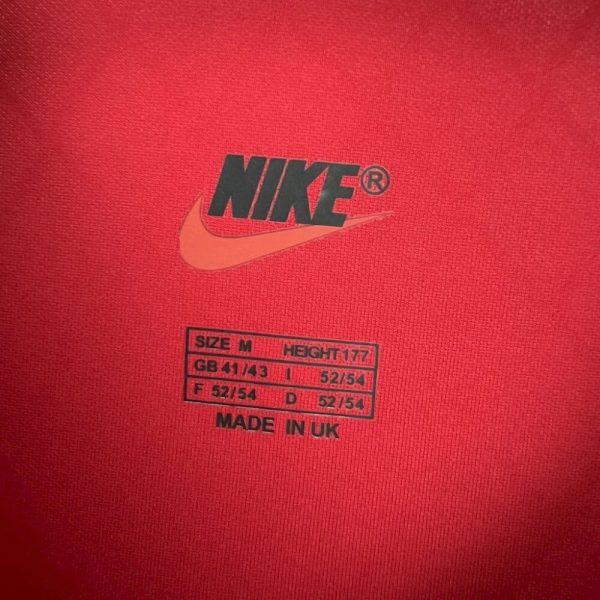 NIKE®
SIZE M HEIGHT 177
GB 41/43 I 52/54
F 52/54 D 52/54
MADE IN UK